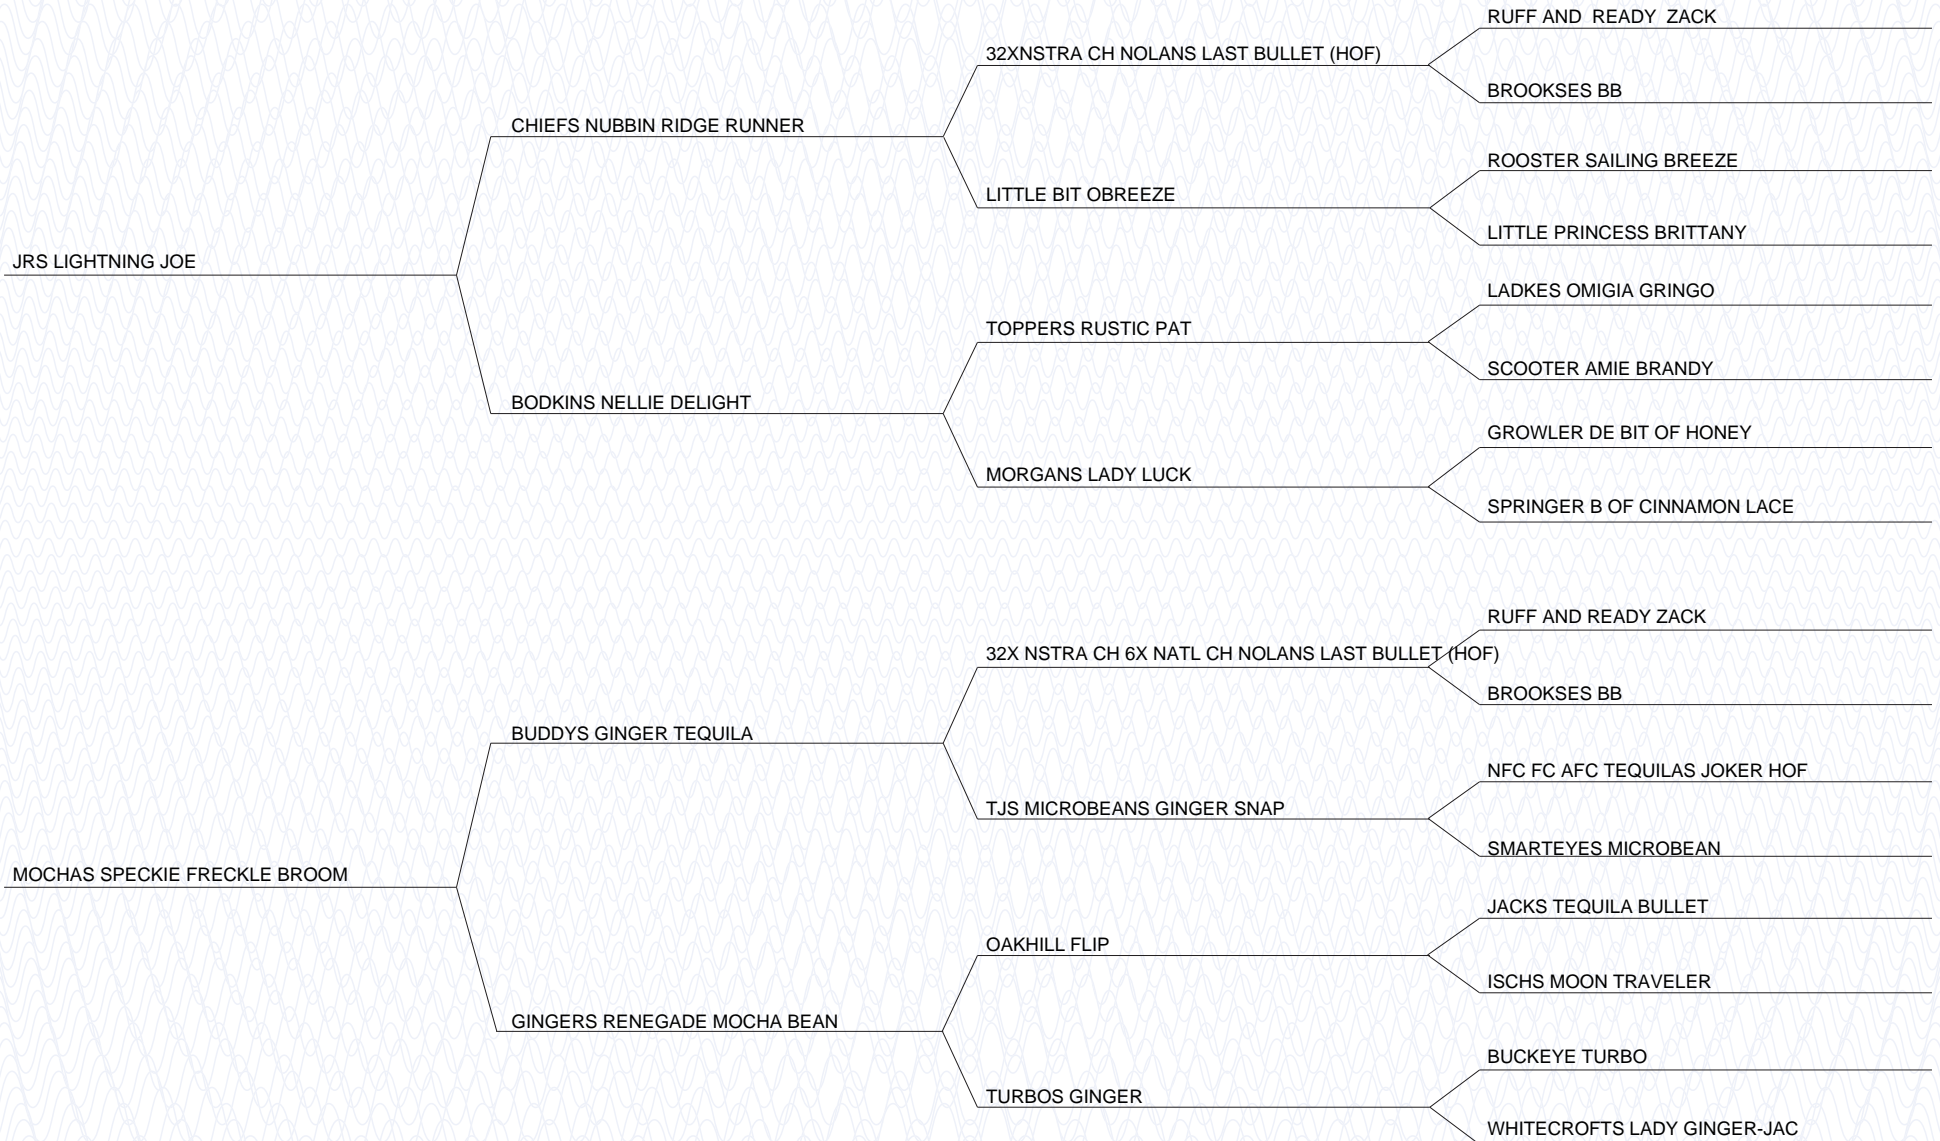 RUFF AND  READY  ZACK
32XNSTRA CH NOLANS LAST BULLET (HOF)
BROOKSES BB
CHIEFS NUBBIN RIDGE RUNNER
ROOSTER SAILING BREEZE
LITTLE BIT OBREEZE
LITTLE PRINCESS BRITTANY
JRS LIGHTNING JOE
LADKES OMIGIA GRINGO
TOPPERS RUSTIC PAT
SCOOTER AMIE BRANDY
BODKINS NELLIE DELIGHT
GROWLER DE BIT OF HONEY
MORGANS LADY LUCK
SPRINGER B OF CINNAMON LACE
RUFF AND READY ZACK
32X NSTRA CH 6X NATL CH NOLANS LAST BULLET (HOF)
BROOKSES BB
BUDDYS GINGER TEQUILA
NFC FC AFC TEQUILAS JOKER HOF
TJS MICROBEANS GINGER SNAP
SMARTEYES MICROBEAN
MOCHAS SPECKIE FRECKLE BROOM
JACKS TEQUILA BULLET
OAKHILL FLIP
ISCHS MOON TRAVELER
GINGERS RENEGADE MOCHA BEAN
BUCKEYE TURBO
TURBOS GINGER
WHITECROFTS LADY GINGER-JAC